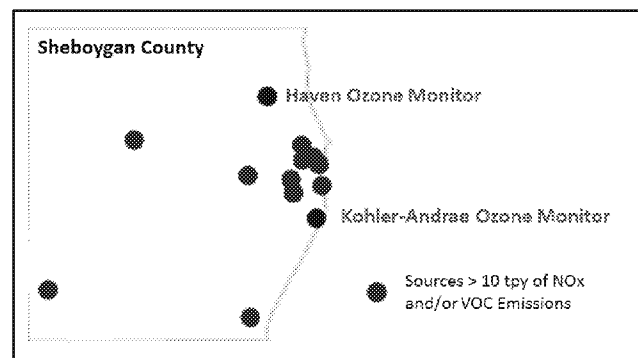 Sheboygan County
Haven Ozone Monitor
Kohler-Andrae Ozone Monitor
Sources > 10 tpy of NOx
and/or VOC Emissions